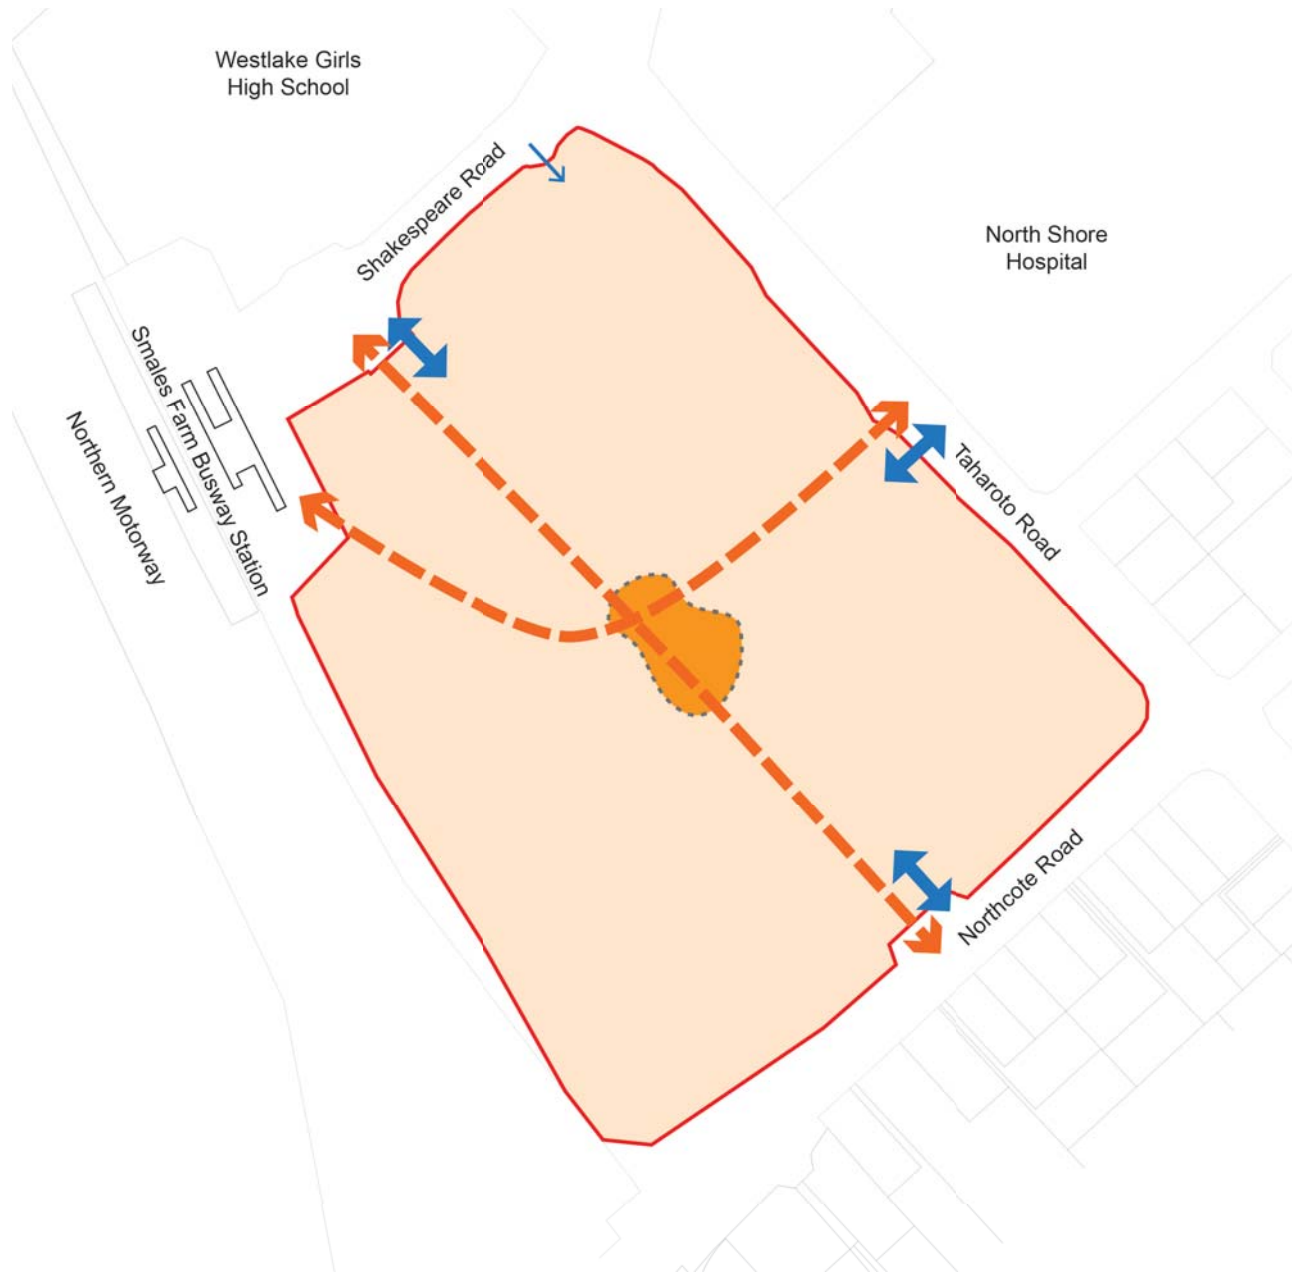 Westlake Girls
High School
Shakespeare Road
North Shore
Hospital
Smales Farm Busway Station
Northern Motorway
Taharoto Road
Northcote Road